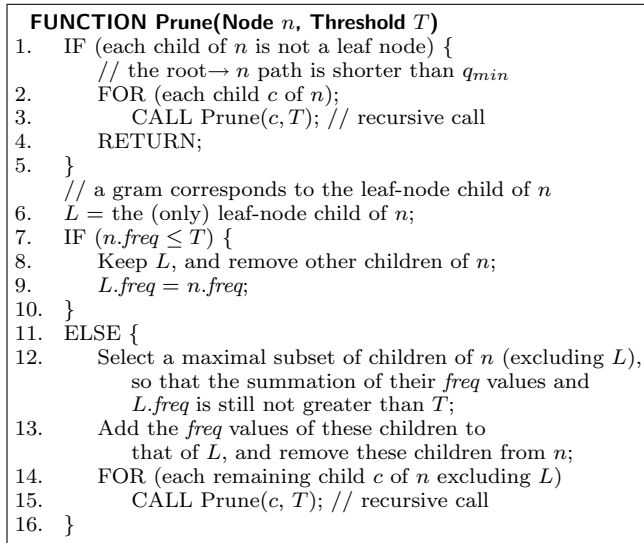 FUNCTION Prune(Node n, Threshold T)
1. IF (each child of n is not a leaf node) {
// the root→ n path is shorter than qmin
2. FOR (each child c of n);
3. CALL Prune(c, T); // recursive call
4. RETURN;
5. }
// a gram corresponds to the leaf-node child of n
6. L = the (only) leaf-node child of n;
7. IF (n.freq ≤ T) {
8. Keep L, and remove other children of n;
9. L.freq = n.freq;
10. }
11. ELSE {
12. Select a maximal subset of children of n (excluding L),
so that the summation of their freq values and
L.freq is still not greater than T;
13. Add the freq values of these children to
that of L, and remove these children from n;
14. FOR (each remaining child c of n excluding L)
15. CALL Prune(c, T); // recursive call
16. }